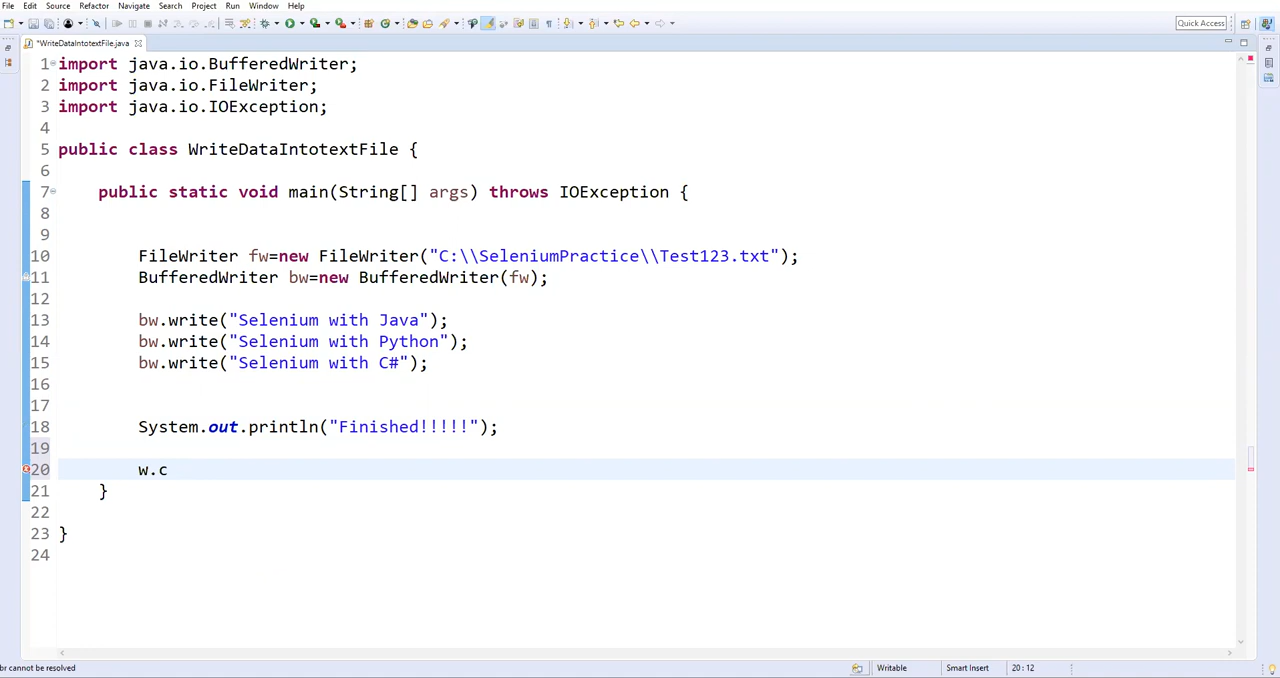 File Edit Source Refactor Navigate Search Project Run Window Help
Quick Access
*WriteDataIntotextFile.java
1 import java.io.BufferedWriter;
2 import java.io.FileWriter;
3 import java.io.IOException;
4
5 public class WriteDataIntotextFile {
6
7 public static void main(String[] args) throws IOException {
8
9
10 FileWriter fw=new FileWriter("C:\\SeleniumPractice\\Test123.txt");
11 BufferedWriter bw=new BufferedWriter(fw);
12
13 bw.write("Selenium with Java");
14 bw.write("Selenium with Python");
15 bw.write("Selenium with C#");
16
17
18 System.out.println("Finished!!!!!");
19
20 w.c
21 }
22
23 }
24
br cannot be resolved Writable Smart Insert 20 : 12